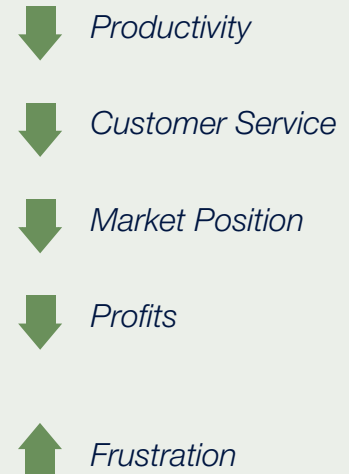 Productivity
Customer Service
Market Position
Profits
Frustration